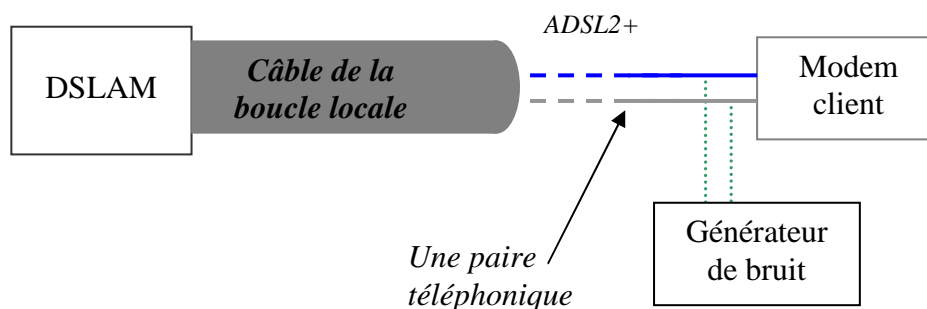 ADSL2+
DSLAM
Câble de la
boucle locale
Modem
client
Une paire
téléphonique
Générateur
de bruit